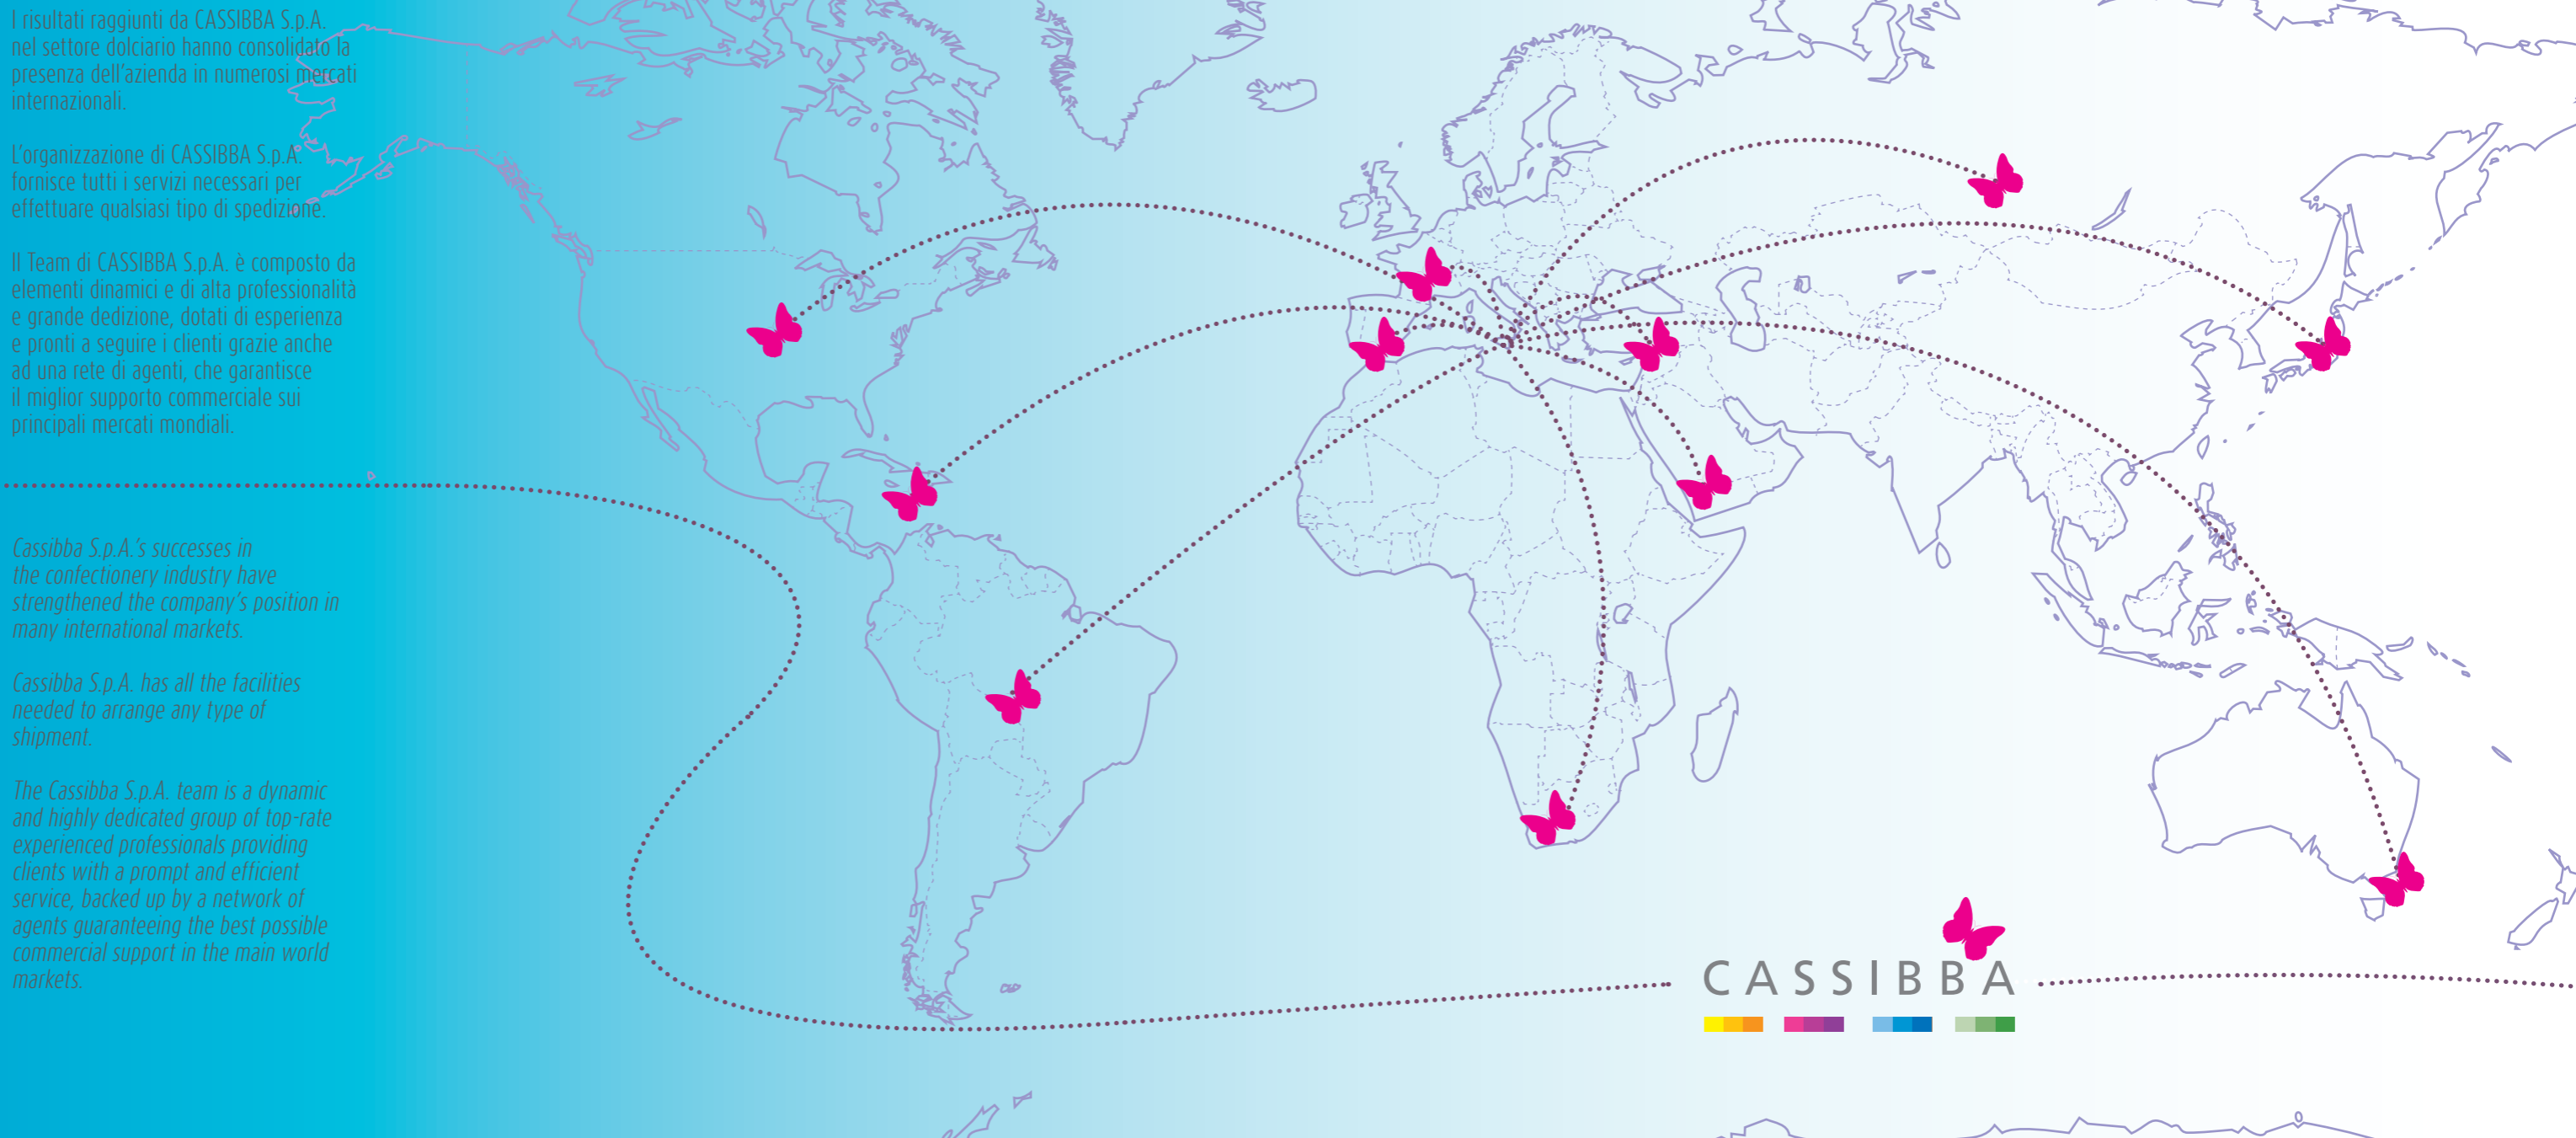 I risultati raggiunti da CASSIBBA S.p.A.
nel settore dolciario hanno consolidato la
presenza dell'azienda in numerosi mercati
internazionali.
L'organizzazione di CASSIBBA S.p.A.
fornisce tutti i servizi necessari per
effettuare qualsiasi tipo di spedizione.
Il Team di CASSIBBA S.p.A. è composto da
elementi dinamici e di alta professionalità
e grande dedizione, dotati di esperienza
e pronti a seguire i clienti grazie anche
ad una rete di agenti, che garantisce
il miglior supporto commerciale sui
principali mercati mondiali.
Cassibba S.p.A.'s successes in
the confectionery industry have
strengthened the company's position in
many international markets.
Cassibba S.p.A. has all the facilities
needed to arrange any type of
shipment.
The Cassibba S.p.A. team is a dynamic
and highly dedicated group of top-rate
experienced professionals providing
clients with a prompt and efficient
service, backed up by a network of
agents guaranteeing the best possible
commercial support in the main world
markets.
CASSIBBA